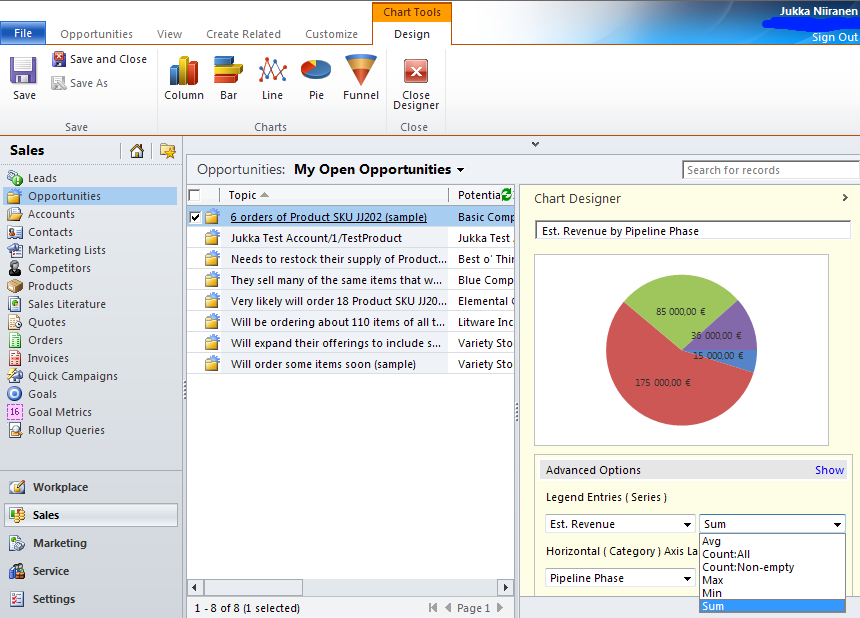 Chart Tools
Jukka Niiranen
File Opportunities View Create Related Customize Design
Sign Out
Save
Save and Close
Save As
Column Bar Line Pie Funnel
Close Designer
Save Charts Close
Sales
Leads
Opportunities
Accounts
Contacts
Marketing Lists
Competitors
Products
Sales Literature
Quotes
Orders
Invoices
Quick Campaigns
Goals
16 Goal Metrics
Rollup Queries
Workplace
Sales
Marketing
Service
Settings
Opportunities: My Open Opportunities
Search for records
Topic Potentia
6 orders of Product SKU JJ202 (sample) Basic Comp
Jukka Test Account/1/TestProduct Jukka Test
Needs to restock their supply of Product... Best o' Thin
They sell many of the same items that w... Blue Comp
Very likely will order 18 Product SKU JJ20... Elemental
Will be ordering about 110 items of all t... Litware Inc
Will expand their offerings to include s... Variety Sto
Will order some items soon (sample) Variety Sto
1 - 8 of 8 (1 selected) Page 1
Chart Designer
Est. Revenue by Pipeline Phase
85 000,00 €
36 000,00 €
15 000,00 €
175 000,00 €
Advanced Options Show
Legend Entries ( Series )
Est. Revenue Sum
Avg
Count:All
Count:Non-empty
Max
Min
Sum
Horizontal ( Category ) Axis La
Pipeline Phase